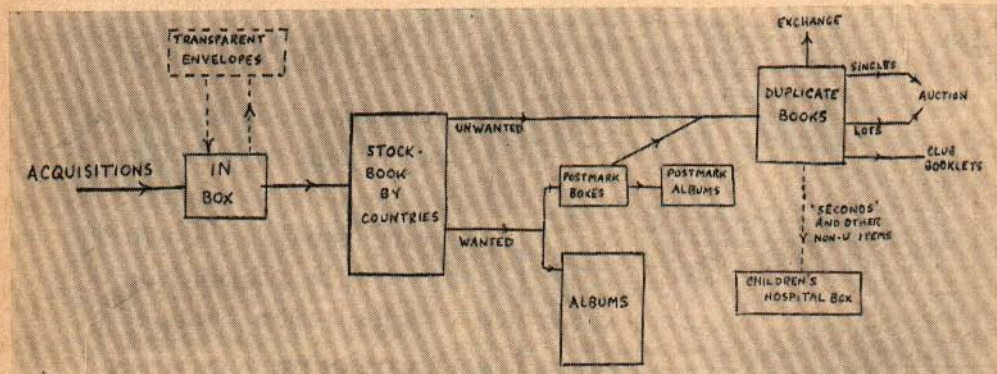 EXCHANGE
TRANSPARENT
ENVELOPES
SINGLES
DUPLICATE
BOOKS
AUCTION
LOTS
CLUB
BOOKLETS
UNWANTED
STOCK-
BOOK
BY
COUNTRIES
ACQUISITIONS
IN
BOX
POSTMARK
BOXES
POSTMARK
ALBUMS
'SECONDS'
AND OTHER
NON-U ITEMS
WANTED
ALBUMS
CHILDREN'S
HOSPITAL BOX